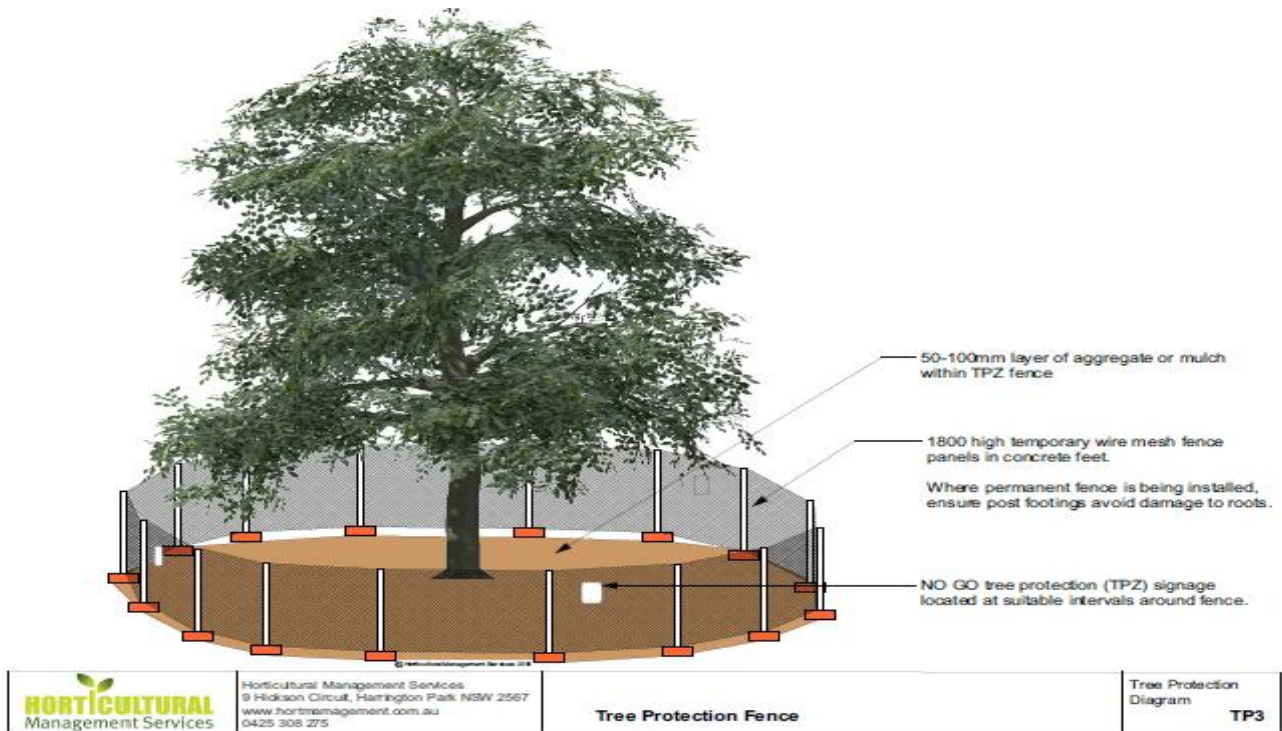 50-100mm layer of aggregate or mulch
within TPZ fence
1800 high temporary wire mesh fence
panels in concrete feet.
Where permanent fence is being installed,
ensure post footings avoid damage to roots.
NO GO tree protection (TPZ) signage
located at suitable intervals around fence.
Horticultural Management Services
HORTICULTURAL
Management Services
Horticultural Management Services
9 Hickson Circuit, Harrington Park NSW 2567
www.hortmanagement.com.au
0425 308 275
Tree Protection Fence
Tree Protection
Diagram
TP3